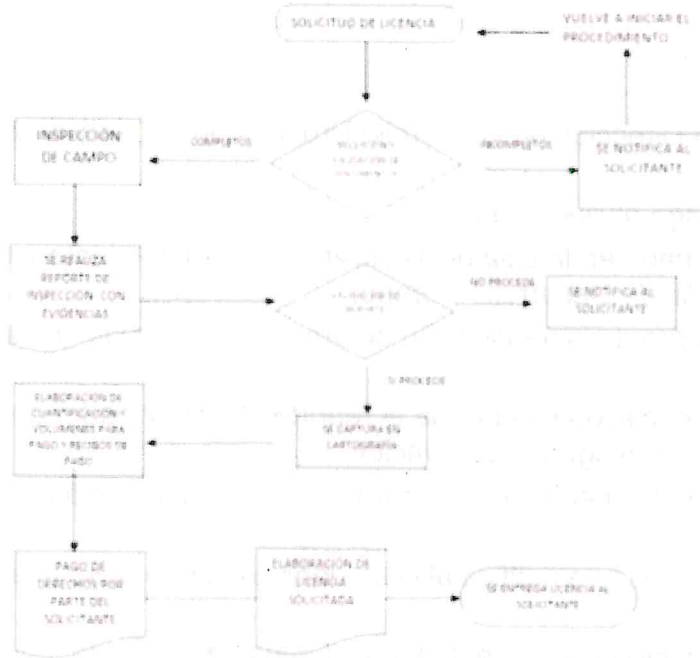 SOLICITUD DE LICENCIA
VUELVE A INICIAR EL
PROCEDIMIENTO
INSPECCIÓN
DE CAMPO
COMPLETOS
INCOMPLETOS
SE NOTIFICA AL
SOLICITANTE
SE REALIZA
REPORTE DE
INSPECCIÓN CON
EVIDENCIAS
NO PROCEDE
SE NOTIFICA AL
SOLICITANTE
SI PROCEDE
ELABORACIÓN DE
CUANTIFICACIÓN Y
PAGO Y RECIBOS DE
PAGO
SE CAPTURA EN
CARTOGRAFÍA
PAGO DE
DERECHOS POR
PARTE DEL
SOLICITANTE
ELABORACIÓN DE
LICENCIA
SOLICITADA
SE ENTREGA LICENCIA AL
SOLICITANTE